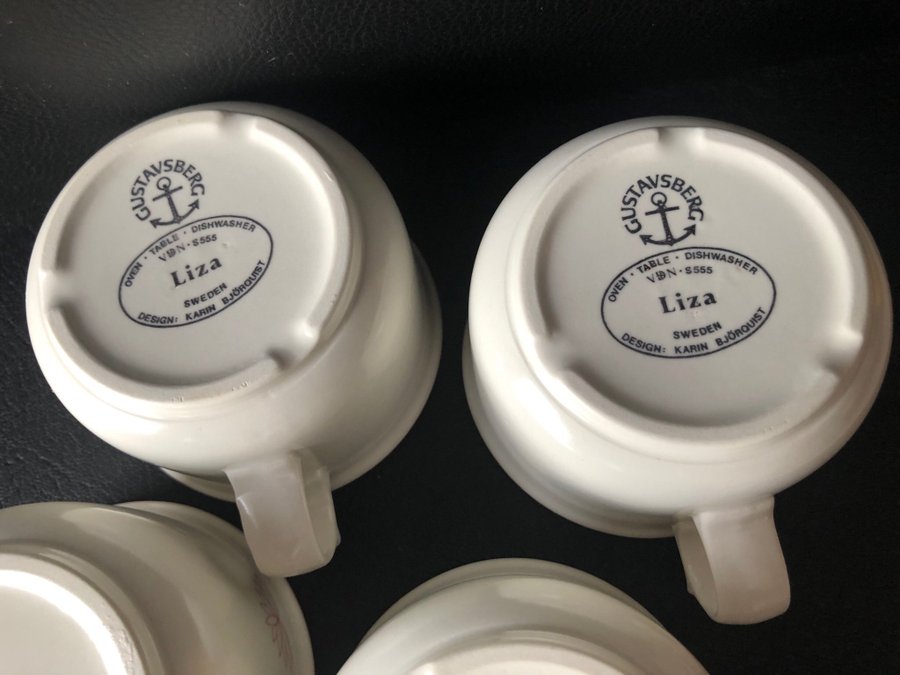 GUSTAVSBERG
OVEN · TABLE · DISHWASHER
VDN · S555
Liza
SWEDEN
DESIGN: KARIN BJÖRQUIST
GUSTAVSBERG
OVEN · TABLE · DISHWASHER
VDN · S555
Liza
SWEDEN
DESIGN: KARIN BJÖRQUIST